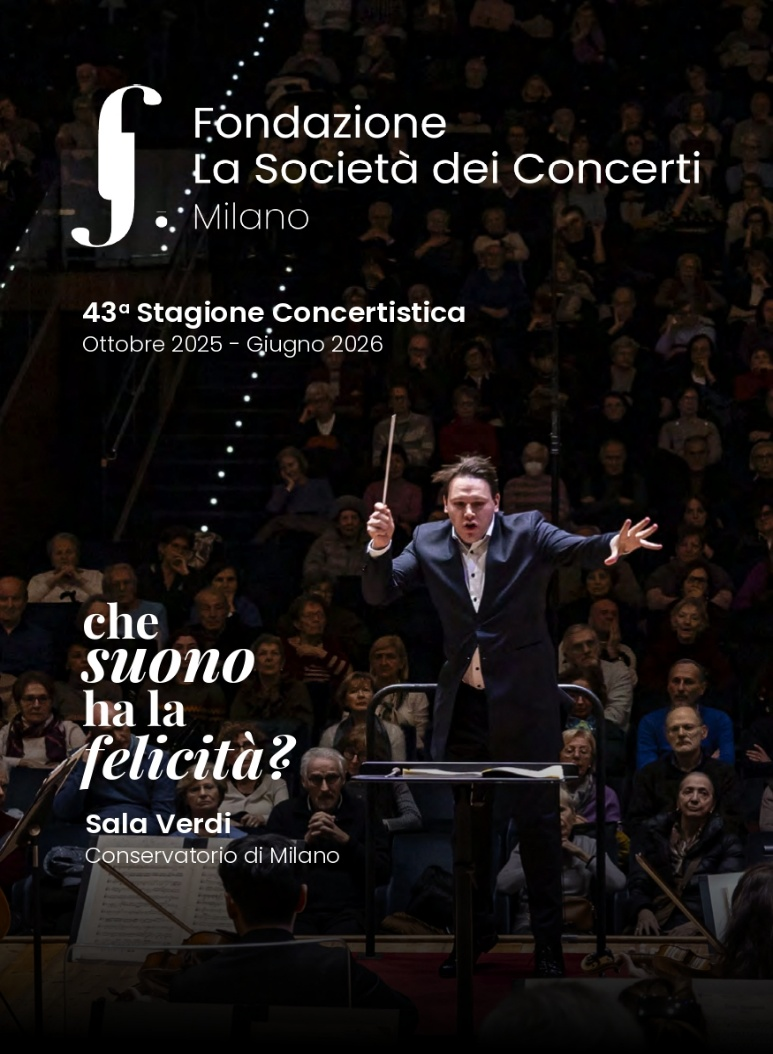 f.
Fondazione
La Società dei Concerti
Milano
43ª Stagione Concertistica
Ottobre 2025 - Giugno 2026
che
suono
ha la
felicità?
Sala Verdi
Conservatorio di Milano